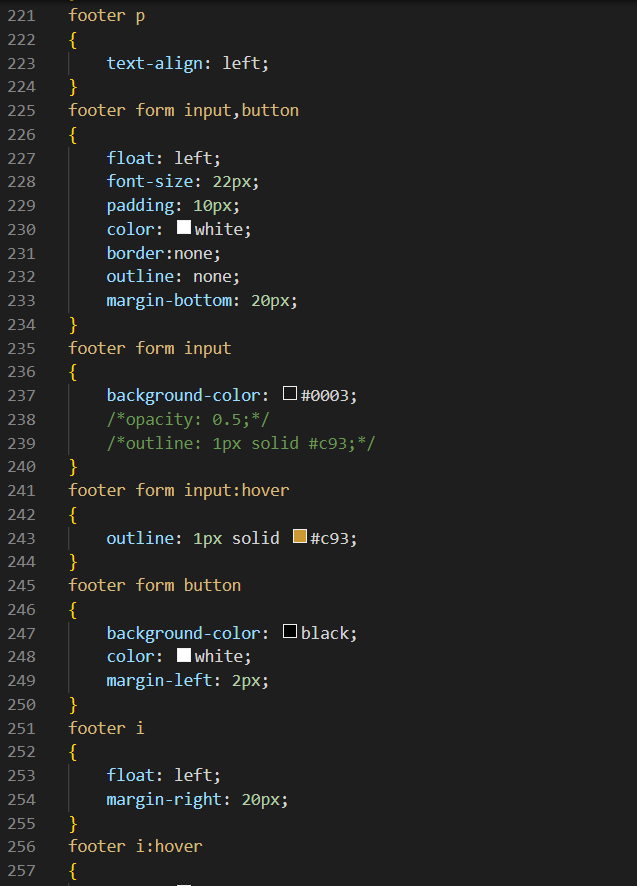 221 footer p
222 {
223     text-align: left;
224 }
225 footer form input,button
226 {
227     float: left;
228     font-size: 22px;
229     padding: 10px;
230     color: white;
231     border:none;
232     outline: none;
233     margin-bottom: 20px;
234 }
235 footer form input
236 {
237     background-color: #0003;
238     /*opacity: 0.5;*/
239     /*outline: 1px solid #c93;*/
240 }
241 footer form input:hover
242 {
243     outline: 1px solid #c93;
244 }
245 footer form button
246 {
247     background-color: black;
248     color: white;
249     margin-left: 2px;
250 }
251 footer i
252 {
253     float: left;
254     margin-right: 20px;
255 }
256 footer i:hover
257 {